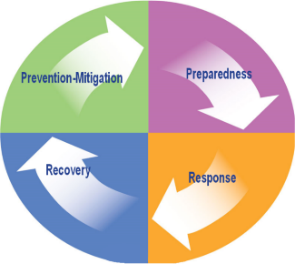 Prevention-Mitigation
Preparedness
Recovery
Response